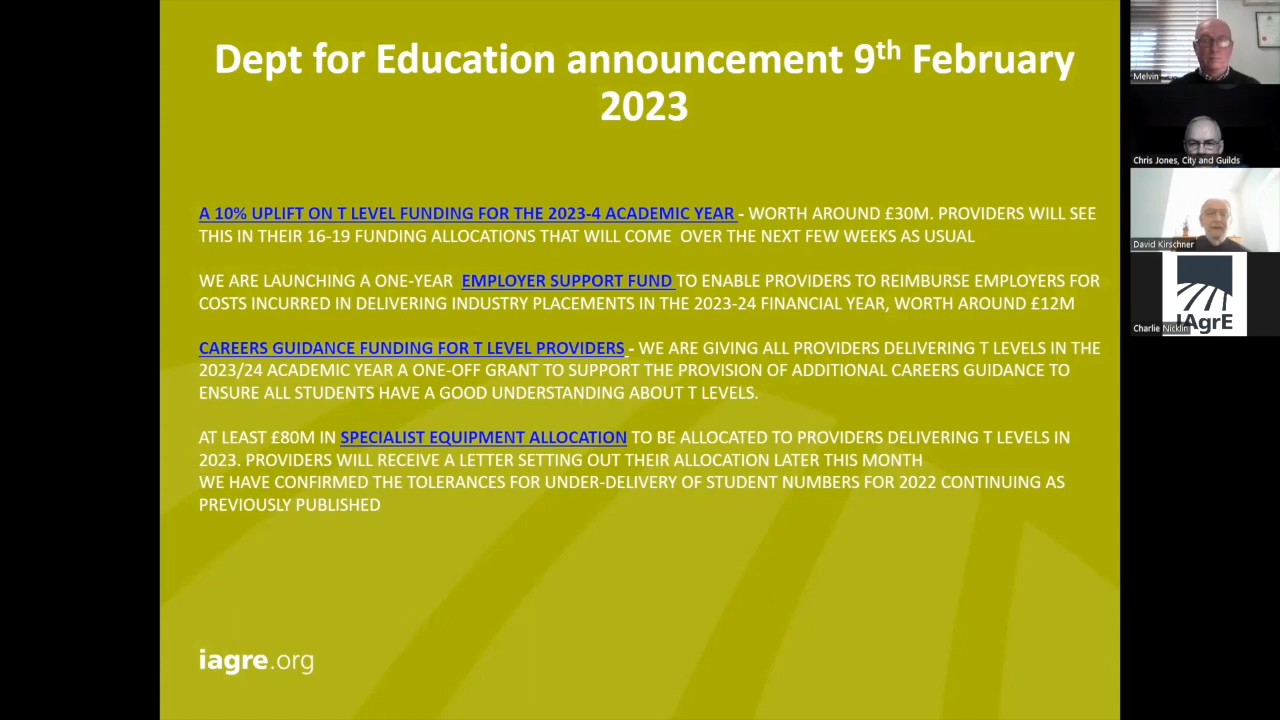 Dept for Education announcement 9th February
2023
A 10% UPLIFT ON T LEVEL FUNDING FOR THE 2023-4 ACADEMIC YEAR - WORTH AROUND £30M. PROVIDERS WILL SEE
THIS IN THEIR 16-19 FUNDING ALLOCATIONS THAT WILL COME OVER THE NEXT FEW WEEKS AS USUAL
WE ARE LAUNCHING A ONE-YEAR EMPLOYER SUPPORT FUND TO ENABLE PROVIDERS TO REIMBURSE EMPLOYERS FOR
COSTS INCURRED IN DELIVERING INDUSTRY PLACEMENTS IN THE 2023-24 FINANCIAL YEAR, WORTH AROUND £12M
CAREERS GUIDANCE FUNDING FOR T LEVEL PROVIDERS - WE ARE GIVING ALL PROVIDERS DELIVERING T LEVELS IN THE
2023/24 ACADEMIC YEAR A ONE-OFF GRANT TO SUPPORT THE PROVISION OF ADDITIONAL CAREERS GUIDANCE TO
ENSURE ALL STUDENTS HAVE A GOOD UNDERSTANDING ABOUT T LEVELS.
AT LEAST £80M IN SPECIALIST EQUIPMENT ALLOCATION TO BE ALLOCATED TO PROVIDERS DELIVERING T LEVELS IN
2023. PROVIDERS WILL RECEIVE A LETTER SETTING OUT THEIR ALLOCATION LATER THIS MONTH
WE HAVE CONFIRMED THE TOLERANCES FOR UNDER-DELIVERY OF STUDENT NUMBERS FOR 2022 CONTINUING AS
PREVIOUSLY PUBLISHED
iagre.org
Melvin
Chris Jones, City and Guilds
David Kirschner
IAgrE
Charlie Nicklin